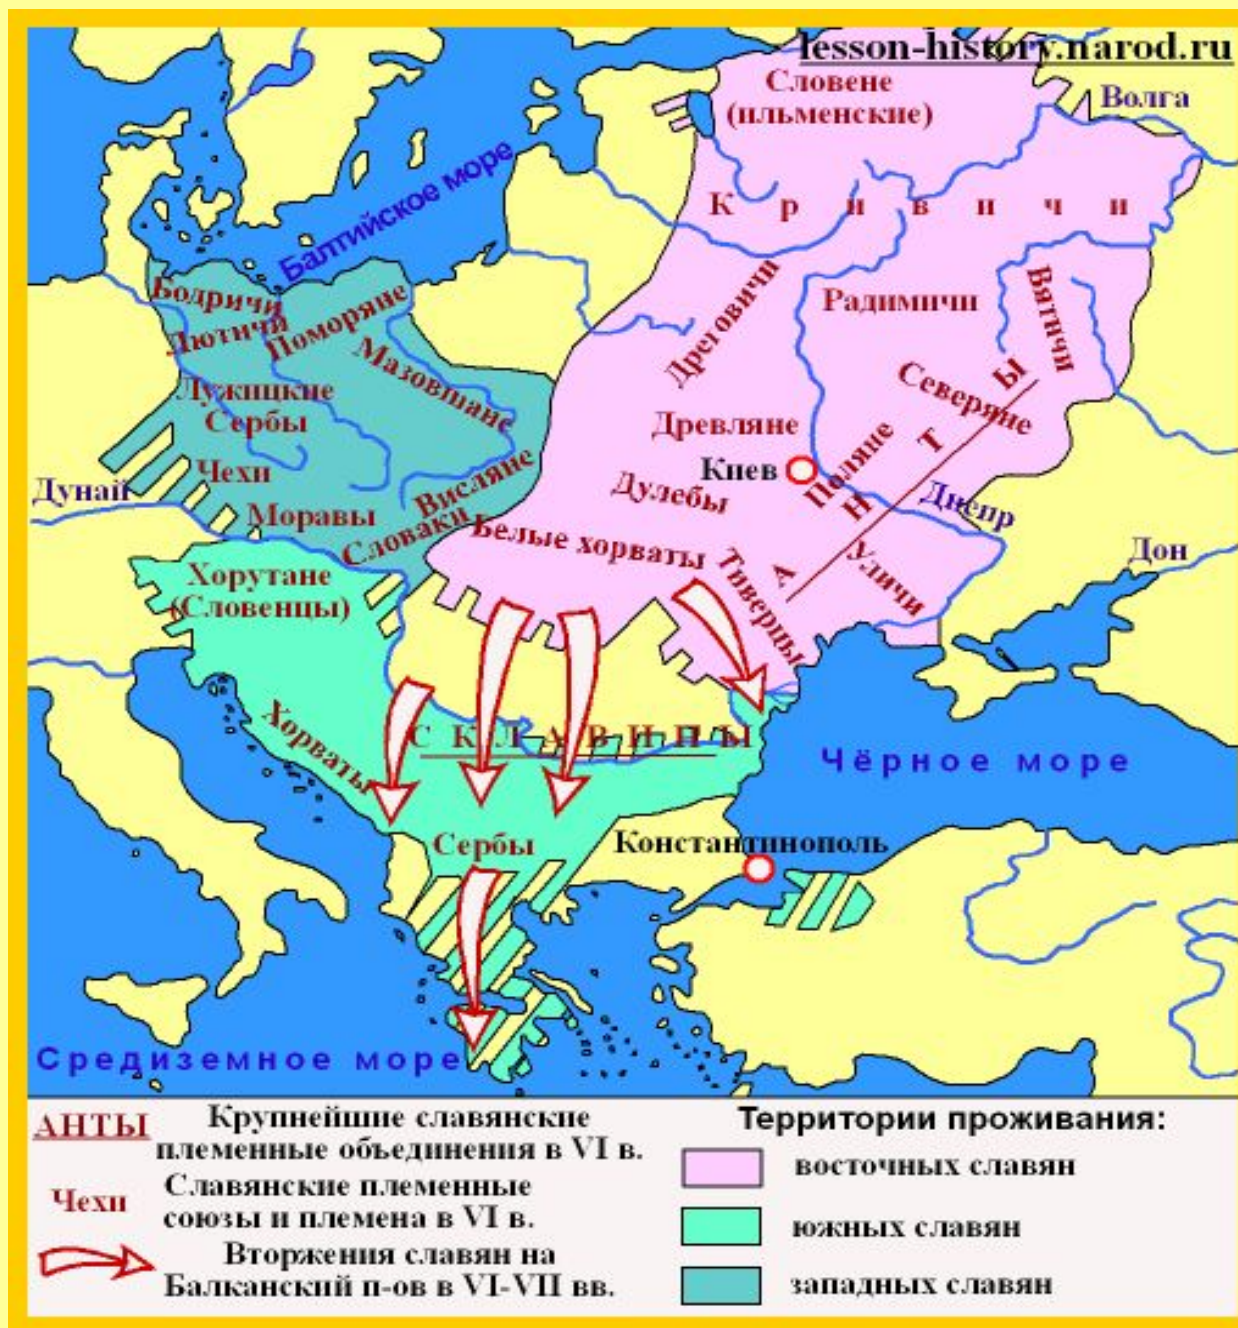 lesson-history.narod.ru
Словене
(ильменские)
Волга
Балтийское море
Кривичи
Бодричи
Лютичи
Поморяне
Мазовшане
Дреговичи
Радимичи
Вятичи
Лужицкие
Сербы
Северяне
Древляне
Киев
Поляне
АНТЫ
Дунай
Чехи
Висляне
Дулебы
Днепр
Моравы
Словаки
Белые хорваты
Тиверцы
Уличи
Дон
Хорутане
(Словенцы)
Хорваты
СКЛАВИНЫ
Чёрное море
Сербы
Константинополь
Средиземное море
АНТЫ
Крупнейшие славянские
племенные объединения в VI в.
Чехи
Славянские племенные
союзы и племена в VI в.
Вторжения славян на
Балканский п-ов в VI-VII вв.
Территории проживания:
восточных славян
южных славян
западных славян